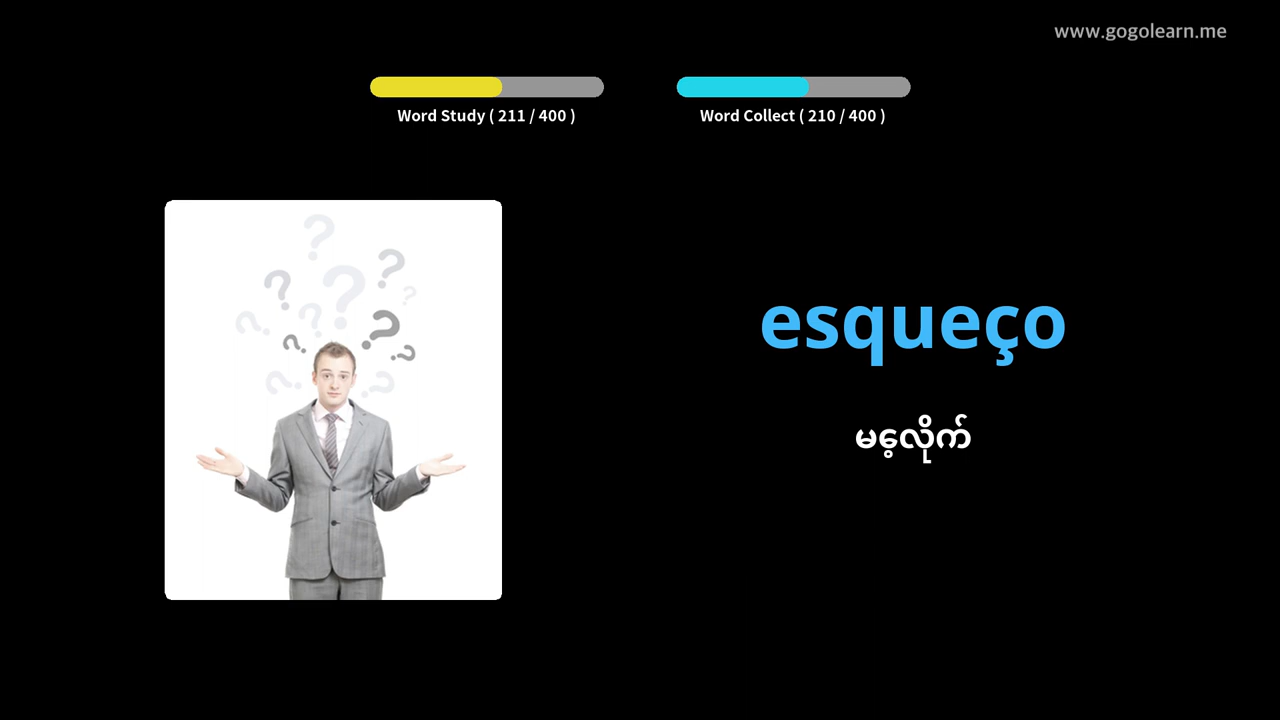 www.gogolearn.me
Word Study ( 211 / 400 )
Word Collect ( 210 / 400 )
esqueço
မေ့လိုက်